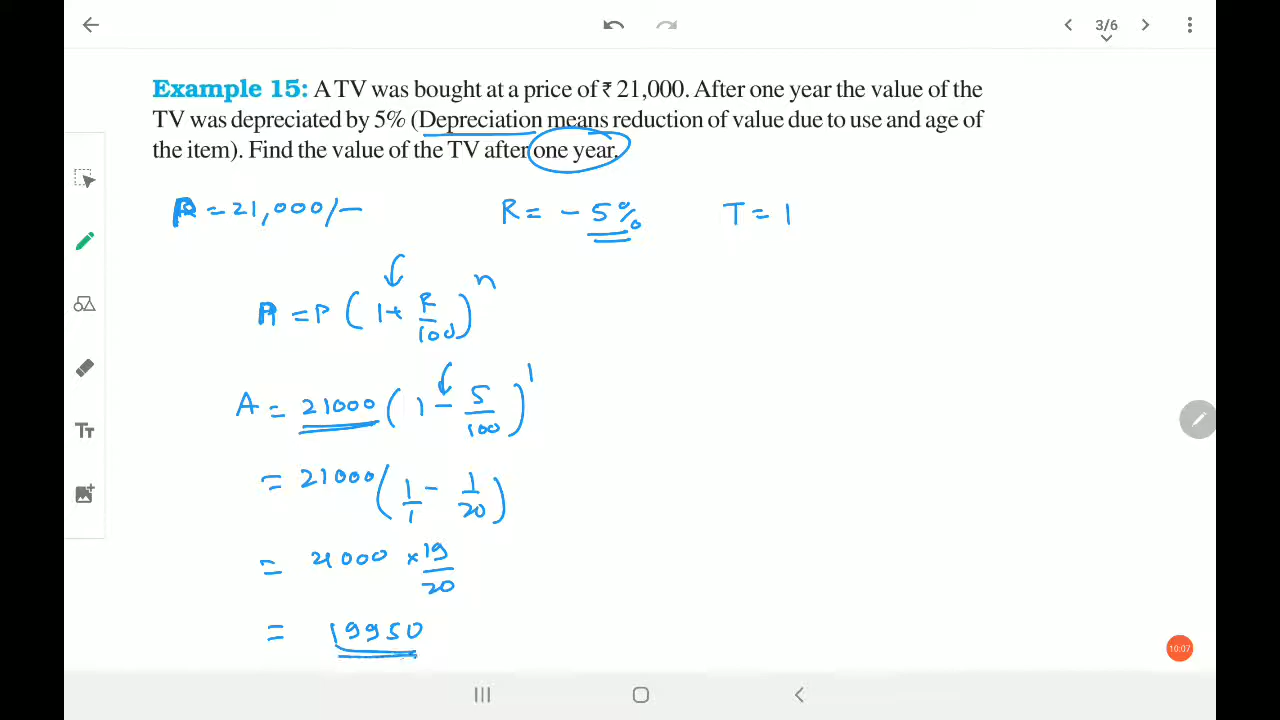 3/6
Example 15: A TV was bought at a price of ₹ 21,000. After one year the value of the
TV was depreciated by 5% (Depreciation means reduction of value due to use and age of
the item). Find the value of the TV after one year.
P = 21,000/- R = - 5% T = 1
A = P ( 1 + R/100 )^n
A = 21000 ( 1 - 5/100 )^1
= 21000 ( 1/1 - 1/20 )
= 21000 × 19/20
= 19950
Tт
10:07